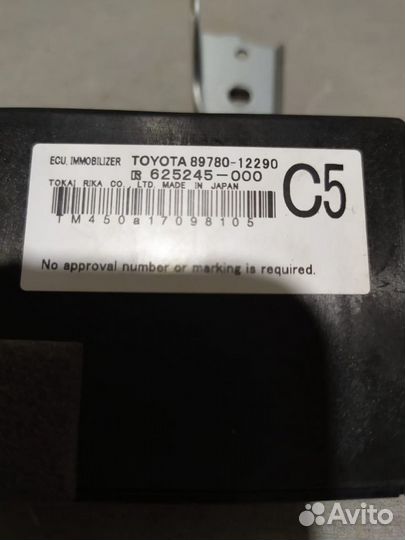 ECU, IMMOBILIZER TOYOTA 89780-12290
625245-000
TOKAI RIKA CO., LTD. MADE IN JAPAN
C5
TM450a17098105
No approval number or marking is required.
Avito